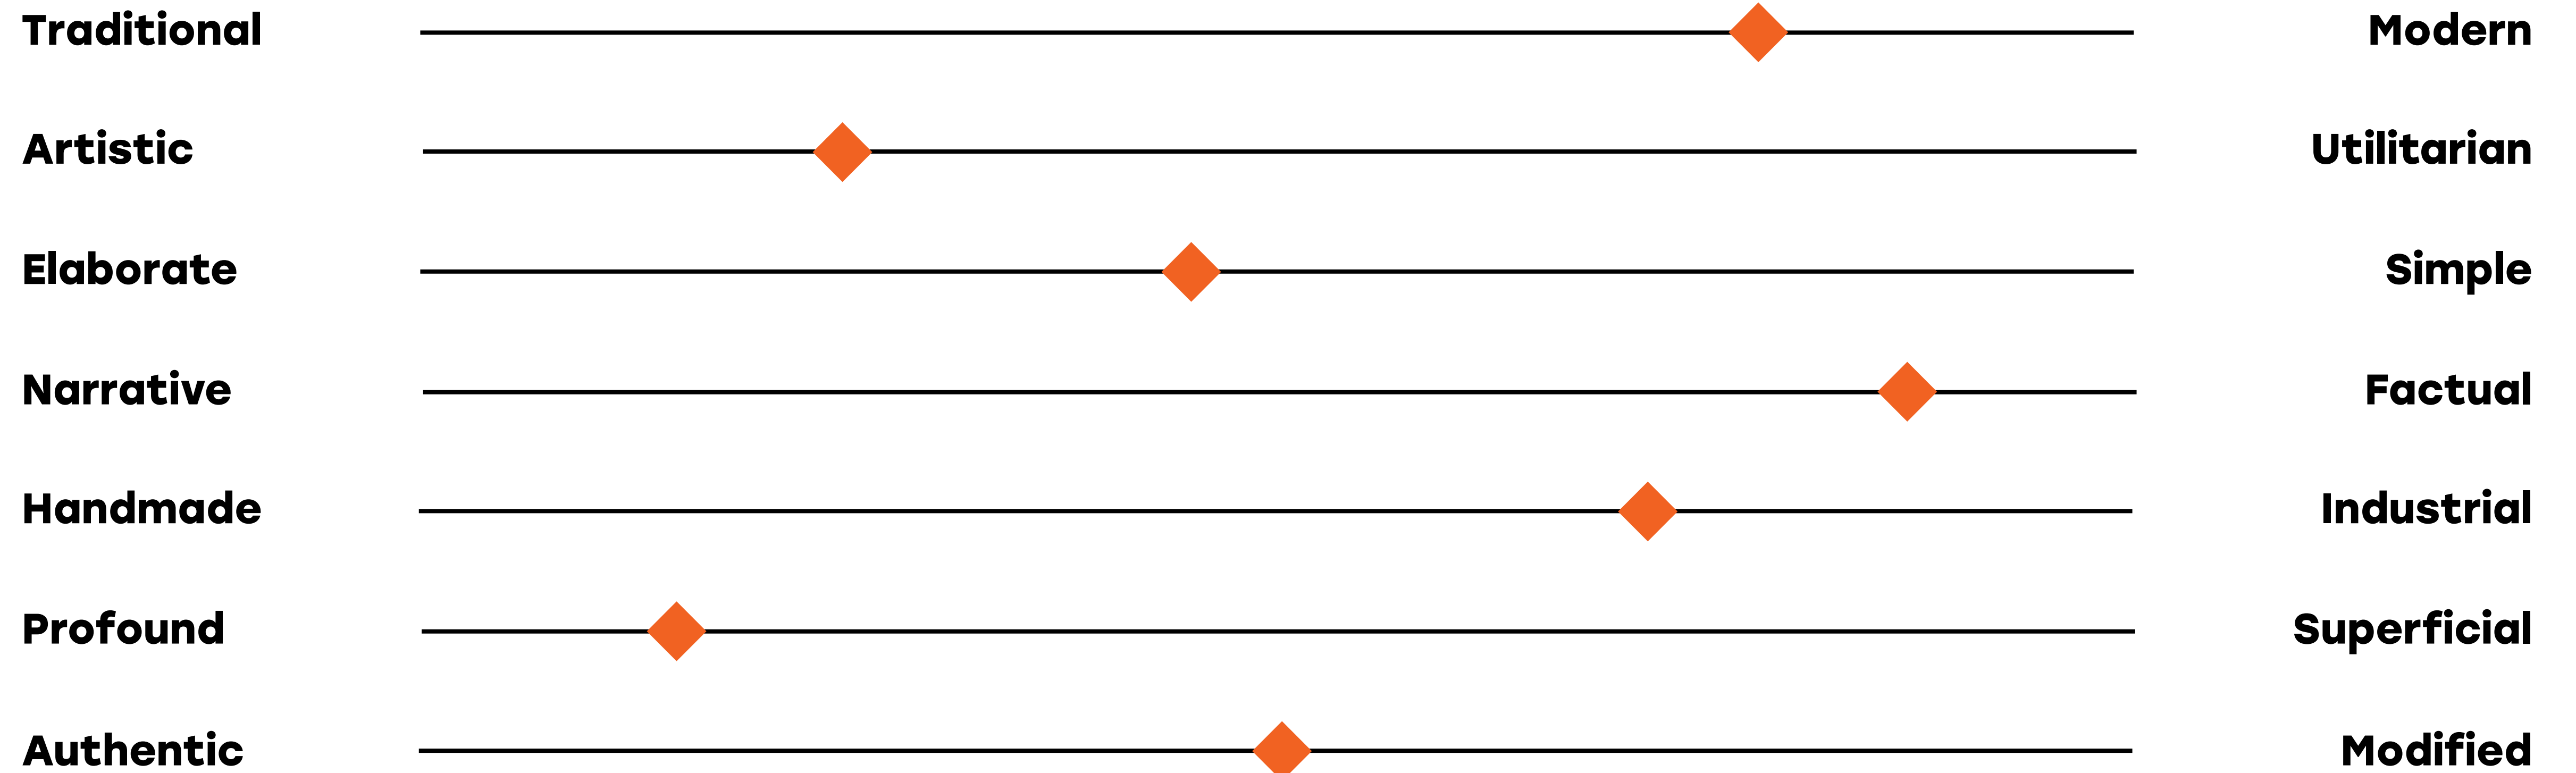 Traditional Modern
Artistic Utilitarian
Elaborate Simple
Narrative Factual
Handmade Industrial
Profound Superficial
Authentic Modified